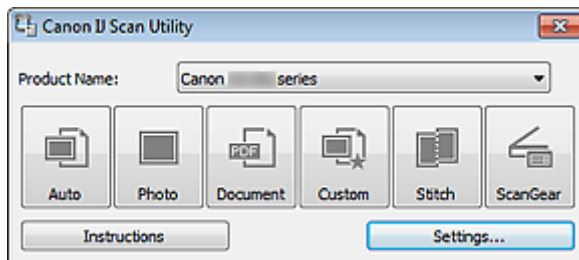 Canon IJ Scan Utility
Product Name: Canon series
PDF
Auto Photo Document Custom Stitch ScanGear
Instructions Settings...